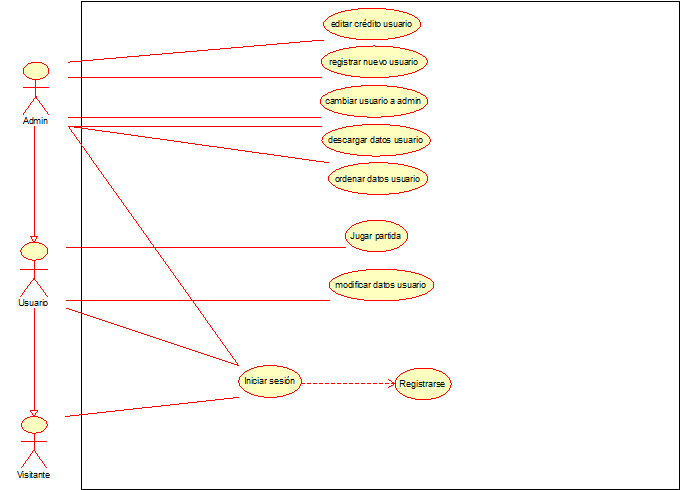 editar crédito usuario
registrar nuevo usuario
cambiar usuario a admin
Admin
descargar datos usuario
ordenar datos usuario
Jugar partida
modificar datos usuario
Usuario
Iniciar sesión
Registrarse
Visitante